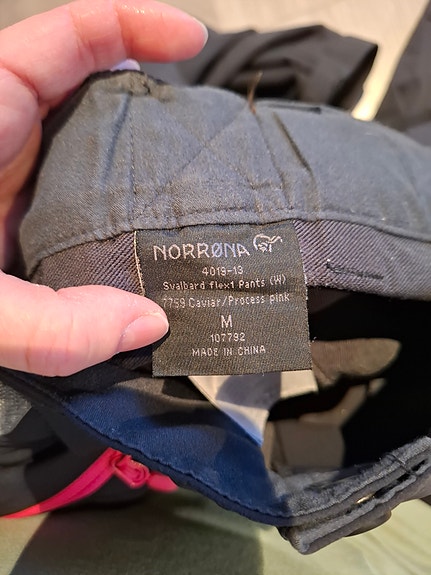 NORRØNA
4019-13
Svalbard flex1 Pants (W)
7759 Caviar/Process pink
M
107792
MADE IN CHINA